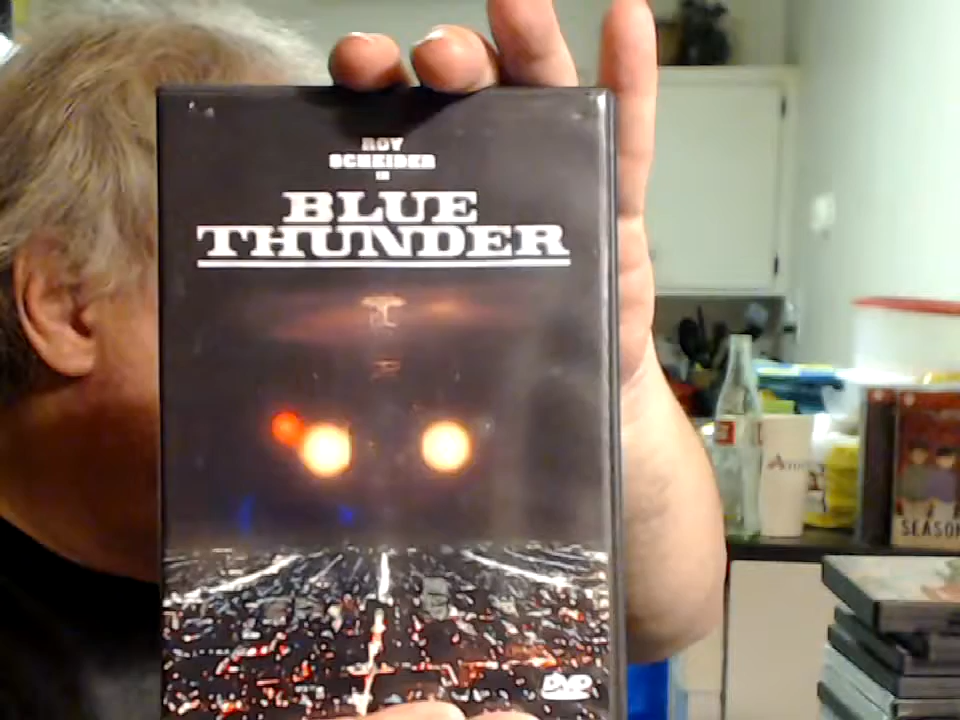 ROY
SCHEIDER
IN
BLUE
THUNDER
DVD
SEASON